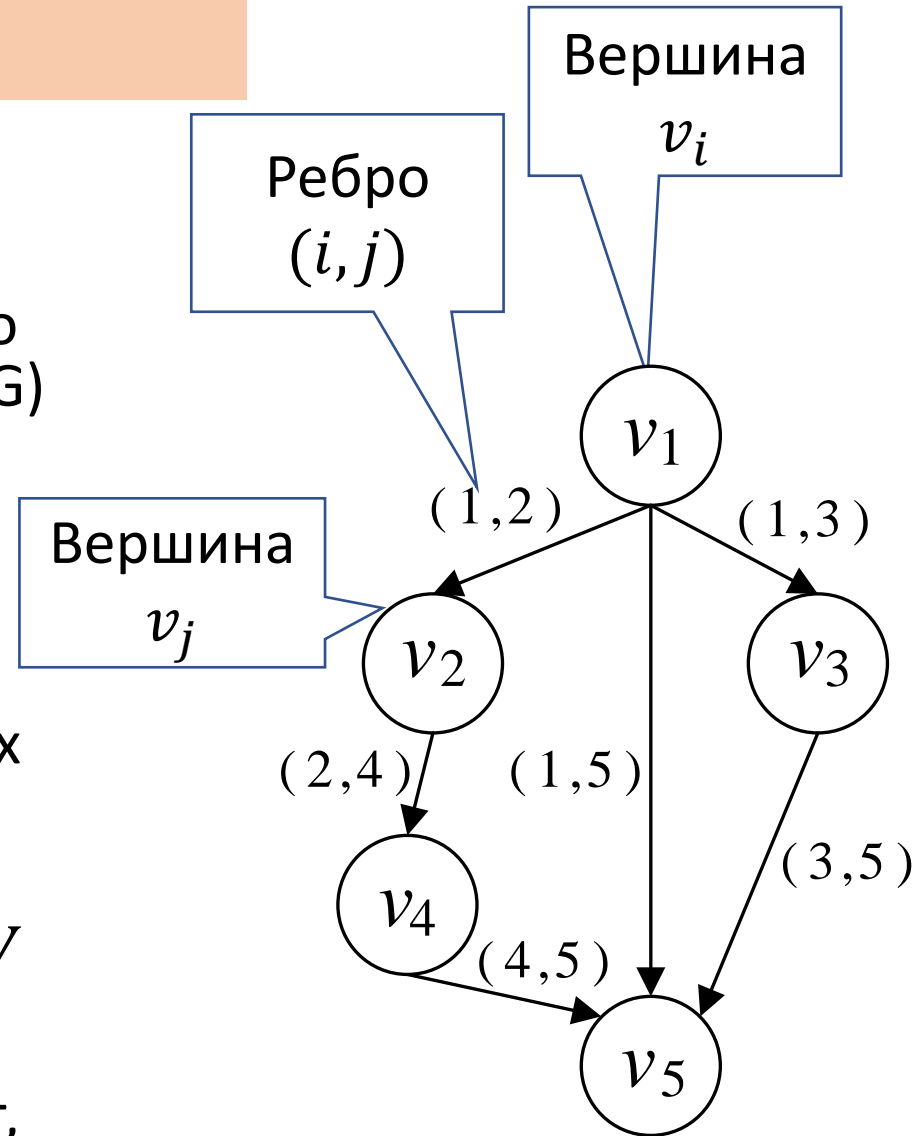 Вершина
v_i
Ребро
(i, j)
G)
v_1
(1,2)
(1,3)
Вершина
v_j
v_2
v_3
х
(2,4)
(1,5)
(3,5)
v_4
(4,5)
v_5